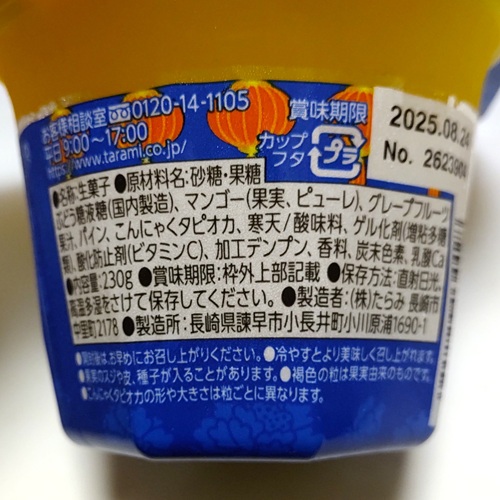 お客様相談室 0120-14-1105
平日9:00~17:00
https://www.tarami.co.jp/
賞味期限
カップ
フタ
プラ
2025.08.24
No. 2623904
●名称:生菓子 ●原材料名:砂糖・果糖
ぶどう糖液糖(国内製造)、マンゴー(果実、ピューレ)、グレープフルーツ
果汁、パイン、こんにゃくタピオカ、寒天/酸味料、ゲル化剤(増粘多糖
類)、酸化防止剤(ビタミンC)、加工デンプン、香料、炭末色素、乳酸Ca
●内容量:230g ●賞味期限:枠外上部記載 ●保存方法:直射日光、
高温多湿をさけて保存してください。 ●製造者:(株)たらみ 長崎市
中里町2178 ●製造所:長崎県諫早市小長井町小川原浦1690-1
●開封後は、お早めにお召し上がりください。 ●冷やすとより美味しく召し上がれます。
●果実のスジや皮、種子が入ることがあります。 ●褐色の粒は果実由来のものです。
●こんにゃくタピオカの形や大きさは粒ごとに異なります。